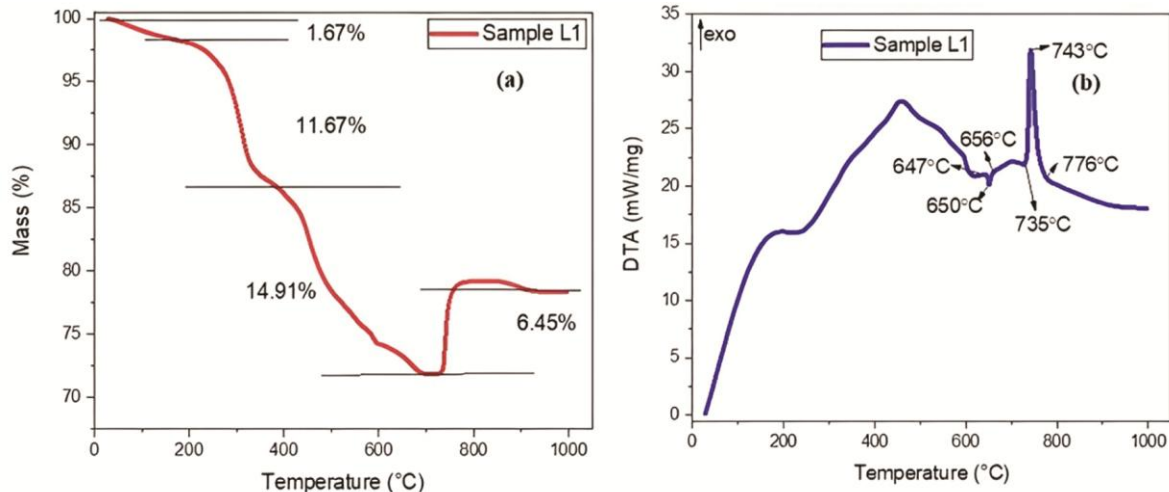 100
95
90
85
80
75
70
0
200
400
600
800
1000
Mass (%)
Temperature (°C)
Sample L1
(a)
1.67%
11.67%
14.91%
6.45%
35
30
25
20
15
10
5
0
200
400
600
800
1000
DTA (mW/mg)
Temperature (°C)
exo
Sample L1
(b)
743°C
656°C
647°C
650°C
776°C
735°C